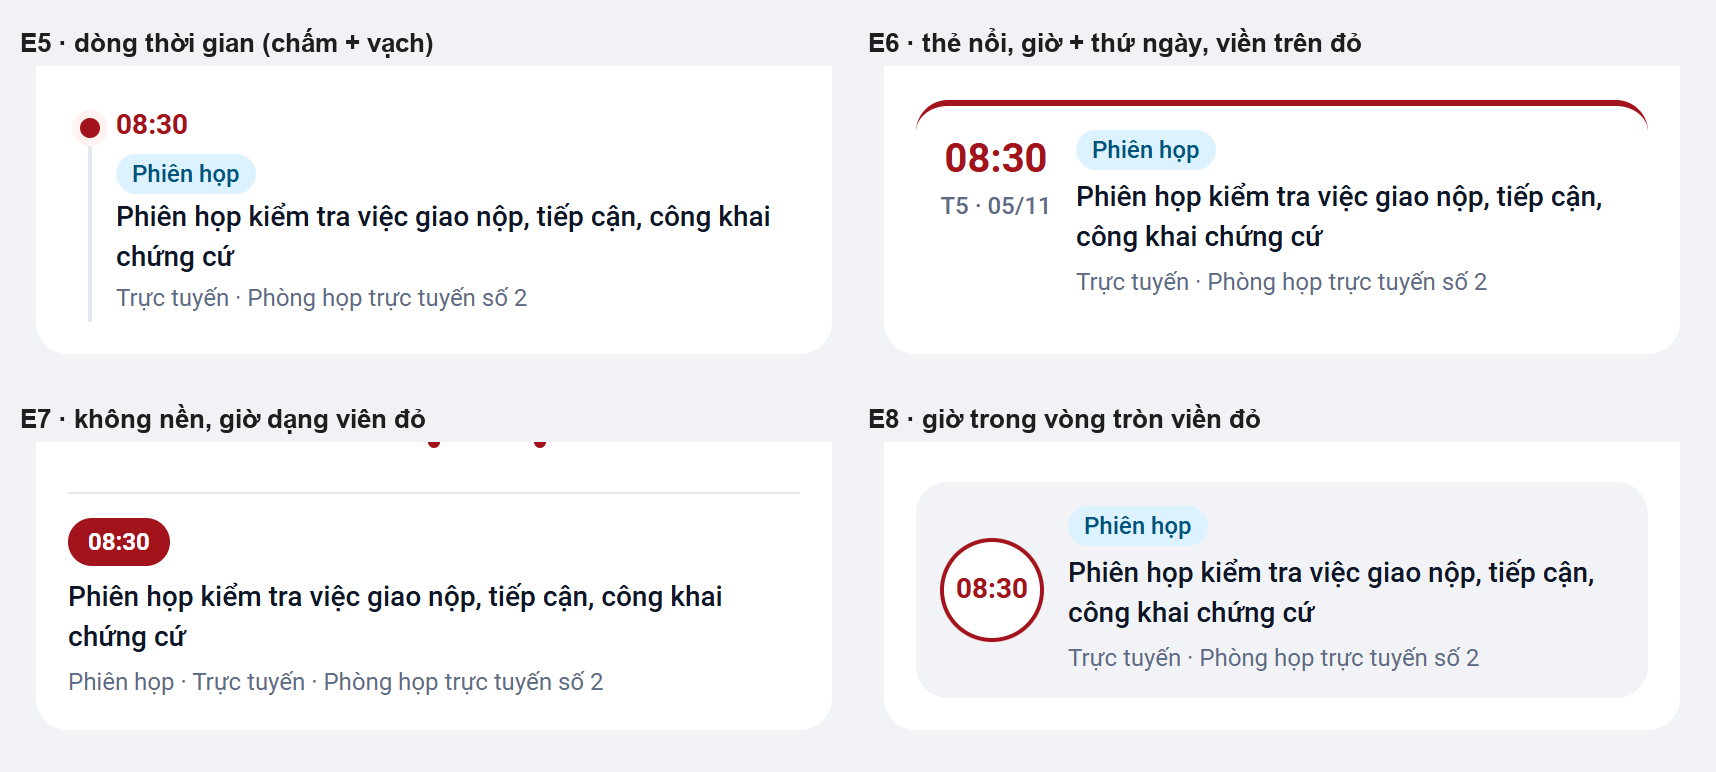 E5 · dòng thời gian (chấm + vạch)
08:30
Phiên họp
Phiên họp kiểm tra việc giao nộp, tiếp cận, công khai
chứng cứ
Trực tuyến · Phòng họp trực tuyến số 2
E6 · thẻ nổi, giờ + thứ ngày, viền trên đỏ
08:30
T5 · 05/11
Phiên họp
Phiên họp kiểm tra việc giao nộp, tiếp cận,
công khai chứng cứ
Trực tuyến · Phòng họp trực tuyến số 2
E7 · không nền, giờ dạng viên đỏ
08:30
Phiên họp kiểm tra việc giao nộp, tiếp cận, công khai
chứng cứ
Phiên họp · Trực tuyến · Phòng họp trực tuyến số 2
E8 · giờ trong vòng tròn viền đỏ
08:30
Phiên họp
Phiên họp kiểm tra việc giao nộp, tiếp cận,
công khai chứng cứ
Trực tuyến · Phòng họp trực tuyến số 2